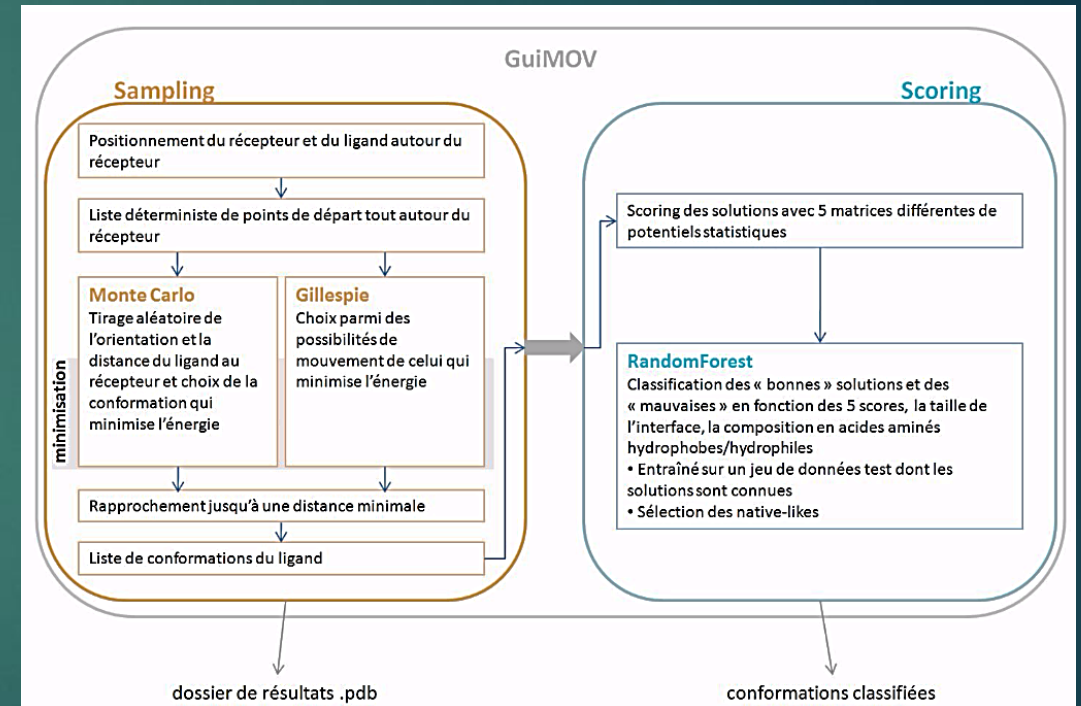 GuiMOV
Sampling
Positionnement du récepteur et du ligand autour du
récepteur
Liste déterministe de points de départ tout autour du
récepteur
Monte Carlo
Tirage aléatoire de
l'orientation et la
distance du ligand au
récepteur et choix de la
conformation qui
minimise l'énergie
Gillespie
Choix parmi des
possibilités de
mouvement de celui qui
minimise l'énergie
minimisation
Rapprochement jusqu'à une distance minimale
Liste de conformations du ligand
dossier de résultats .pdb
Scoring
Scoring des solutions avec 5 matrices différentes de
potentiels statistiques
RandomForest
Classification des « bonnes » solutions et des
« mauvaises » en fonction des 5 scores, la taille de
l'interface, la composition en acides aminés
hydrophobes/hydrophiles
• Entraîné sur un jeu de données test dont les
solutions sont connues
• Sélection des native-likes
conformations classifiées